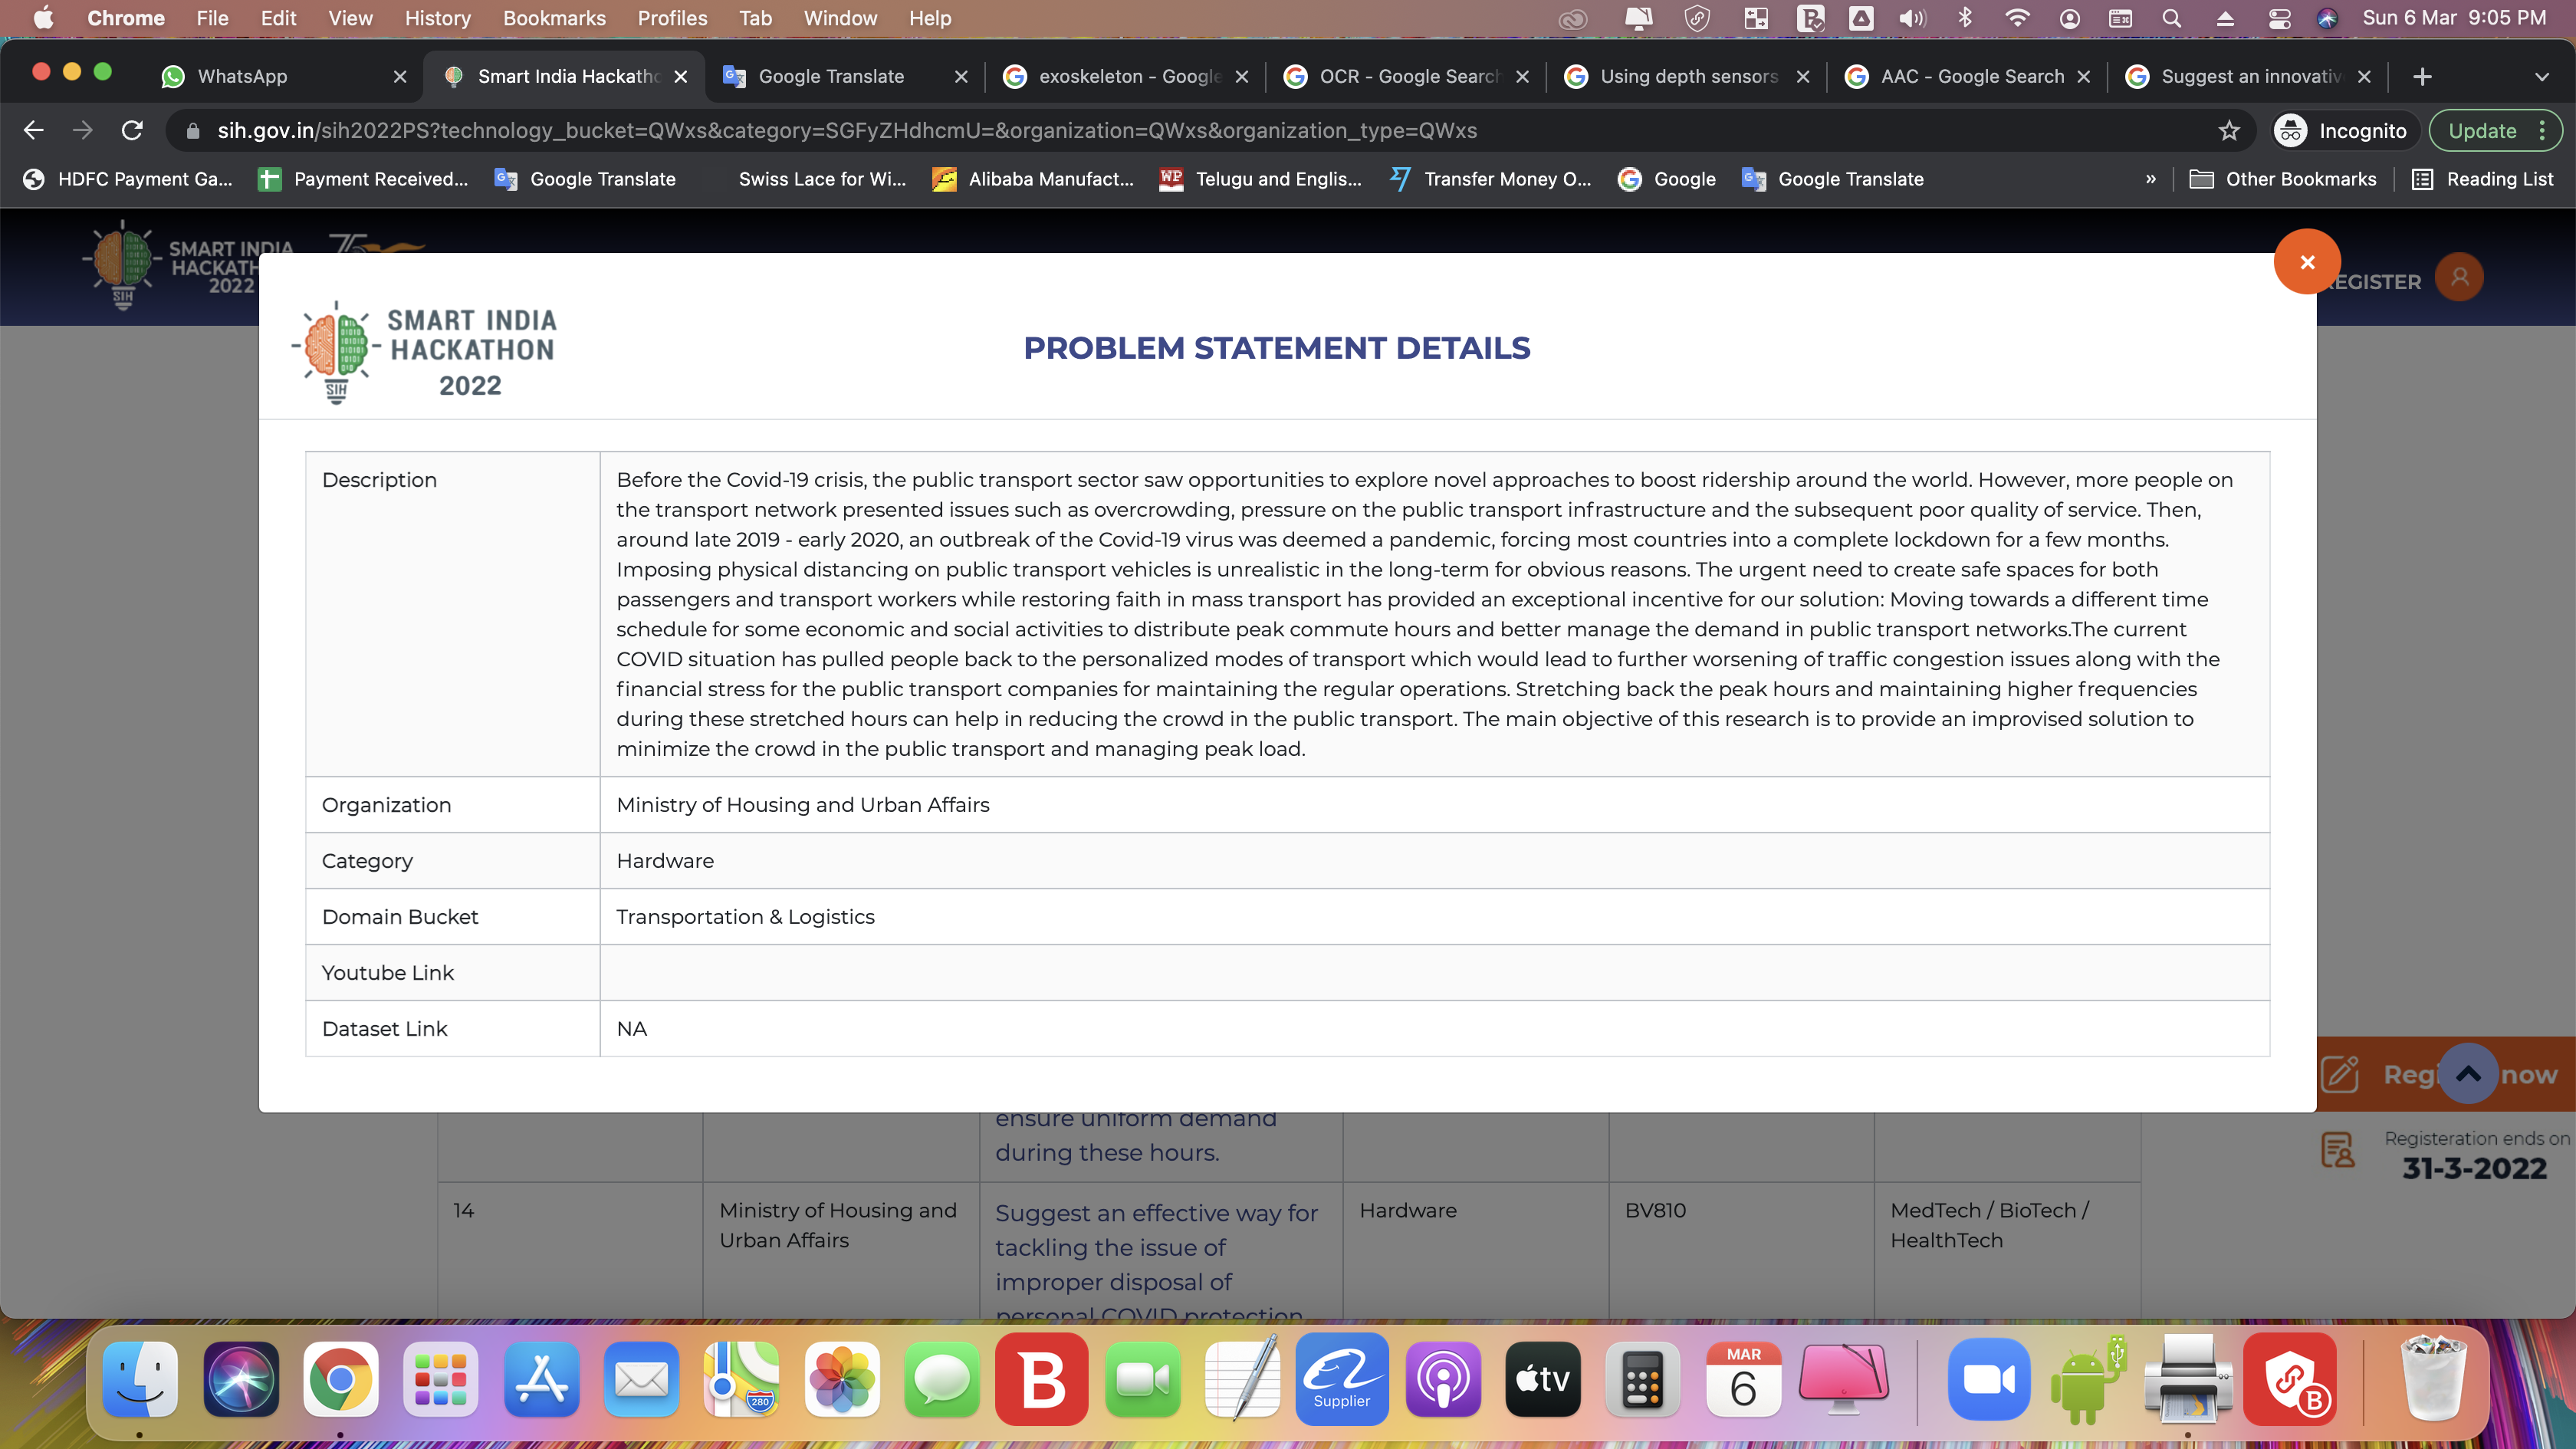 Chrome File Edit View History Bookmarks Profiles Tab Window Help Sun 6 Mar 9:05 PM
WhatsApp Smart India Hackatho Google Translate exoskeleton - Google OCR - Google Search Using depth sensors AAC - Google Search Suggest an innovativ
sih.gov.in/sih2022PS?technology_bucket=QWxs&category=SGFyZHdhcmU=&organization=QWxs&organization_type=QWxs Incognito Update
HDFC Payment Ga... Payment Received... Google Translate Swiss Lace for Wi... Alibaba Manufact... WP Telugu and Englis... Transfer Money O... Google Google Translate » Other Bookmarks Reading List
SMART INDIA
HACKATH
2022
SIH
75
REGISTER
SMART INDIA
HACKATHON
2022
SIH
PROBLEM STATEMENT DETAILS
Description
Before the Covid-19 crisis, the public transport sector saw opportunities to explore novel approaches to boost ridership around the world. However, more people on
the transport network presented issues such as overcrowding, pressure on the public transport infrastructure and the subsequent poor quality of service. Then,
around late 2019 - early 2020, an outbreak of the Covid-19 virus was deemed a pandemic, forcing most countries into a complete lockdown for a few months.
Imposing physical distancing on public transport vehicles is unrealistic in the long-term for obvious reasons. The urgent need to create safe spaces for both
passengers and transport workers while restoring faith in mass transport has provided an exceptional incentive for our solution: Moving towards a different time
schedule for some economic and social activities to distribute peak commute hours and better manage the demand in public transport networks.The current
COVID situation has pulled people back to the personalized modes of transport which would lead to further worsening of traffic congestion issues along with the
financial stress for the public transport companies for maintaining the regular operations. Stretching back the peak hours and maintaining higher frequencies
during these stretched hours can help in reducing the crowd in the public transport. The main objective of this research is to provide an improvised solution to
minimize the crowd in the public transport and managing peak load.
Organization Ministry of Housing and Urban Affairs
Category Hardware
Domain Bucket Transportation & Logistics
Youtube Link
Dataset Link NA
Regi now
Registeration ends on
31-3-2022
ensure uniform demand
during these hours.
14
Ministry of Housing and
Urban Affairs
Suggest an effective way for
tackling the issue of
improper disposal of
personal COVID protection
Hardware
BV810
MedTech / BioTech /
HealthTech
280
B
Supplier
tv
MAR
6
B